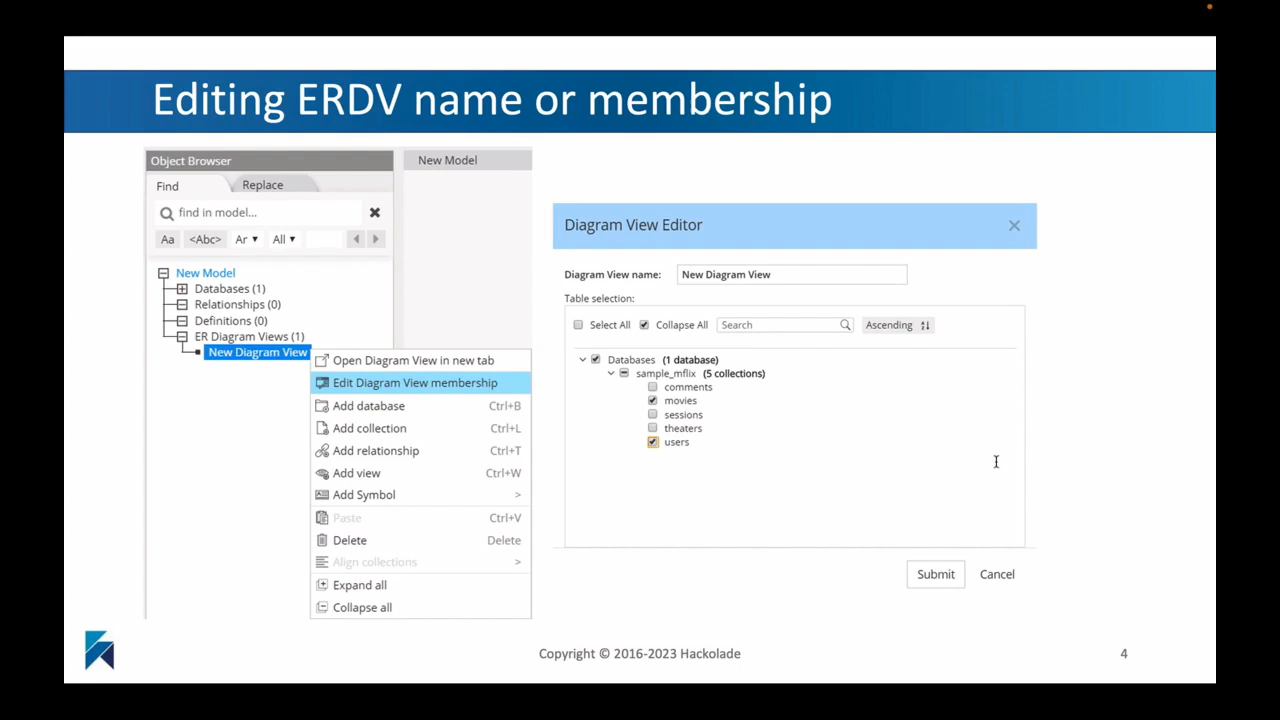 Editing ERDV name or membership
Object Browser
New Model
Find
Replace
find in model...
Aa
<Abc>
Ar
All
New Model
Databases (1)
Relationships (0)
Definitions (0)
ER Diagram Views (1)
New Diagram View
Open Diagram View in new tab
Edit Diagram View membership
Add database Ctrl+B
Add collection Ctrl+L
Add relationship Ctrl+T
Add view Ctrl+W
Add Symbol >
Paste Ctrl+V
Delete Delete
Align collections >
Expand all
Collapse all
Diagram View Editor
Diagram View name: New Diagram View
Table selection:
Select All Collapse All Search Ascending
Databases (1 database)
sample_mflix (5 collections)
comments
movies
sessions
theaters
users
Submit Cancel
Copyright © 2016-2023 Hackolade
4